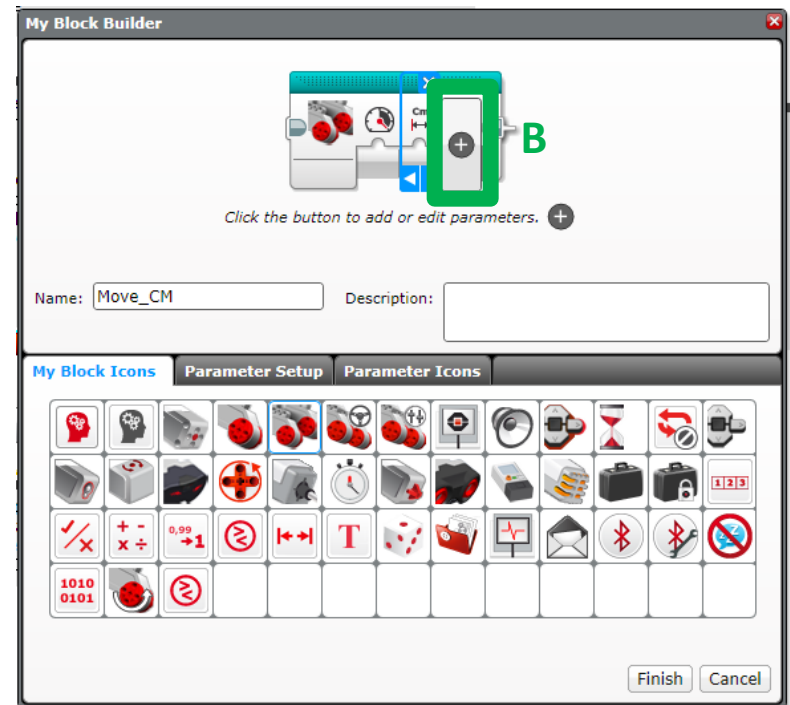 My Block Builder
Cm
B
Click the button to add or edit parameters.
Name: Move_CM Description:
My Block Icons Parameter Setup Parameter Icons
1 2 3
+ -
0,99
x ÷
→1
T
1010
0101
Finish Cancel